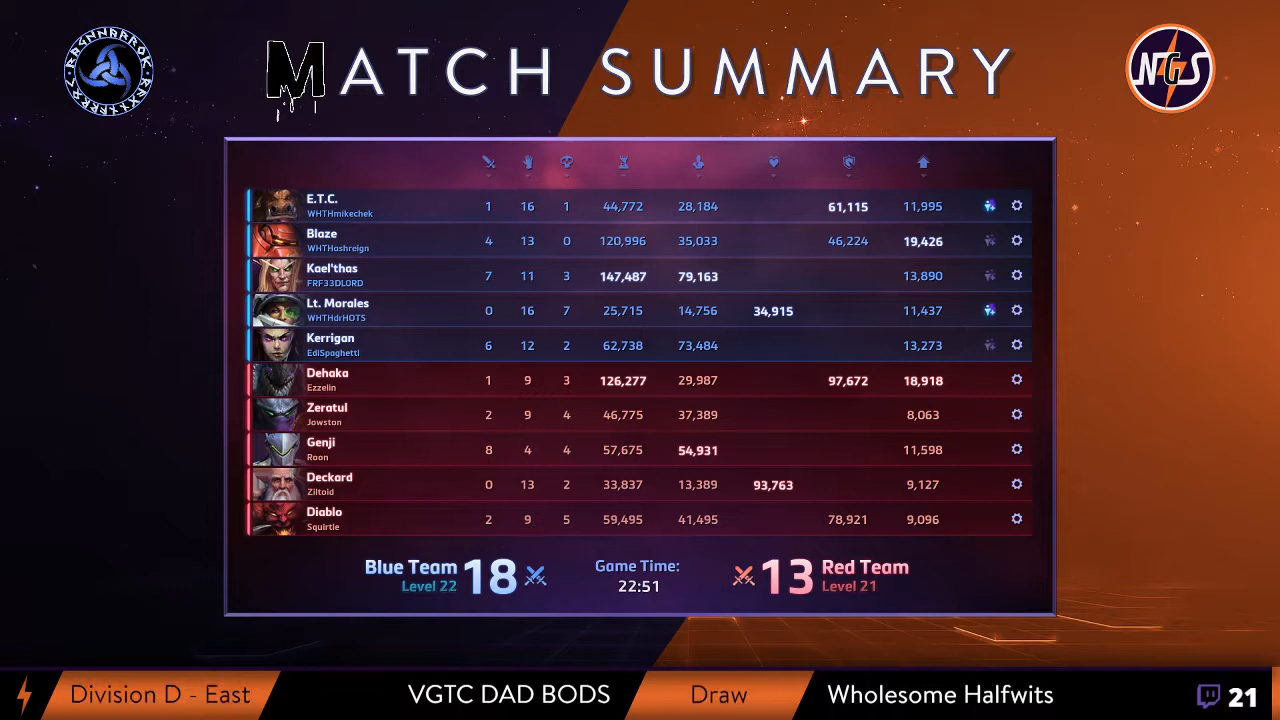 MATCH SUMMARY
NGS
E.T.C. 1 16 1 44,772 28,184 61,115 11,995
WHTHmikechek
Blaze 4 13 0 120,996 35,033 46,224 19,426
WHTHashreign
Kael'thas 7 11 3 147,487 79,163 13,890
FRF33DLORD
Lt. Morales 0 16 7 25,715 14,756 34,915 11,437
WHTHdrHOTS
Kerrigan 6 12 2 62,738 73,484 13,273
EdiSpaghetti
Dehaka 1 9 3 126,277 29,987 97,672 18,918
Ezzelin
Zeratul 2 9 4 46,775 37,389 8,063
Jowston
Genji 8 4 4 57,675 54,931 11,598
Roon
Deckard 0 13 2 33,837 13,389 93,763 9,127
Ziltoid
Diablo 2 9 5 59,495 41,495 78,921 9,096
Squirtle
Blue Team 18 Game Time: 13 Red Team
Level 22 22:51 Level 21
Division D - East VGTC DAD BODS Draw Wholesome Halfwits 21